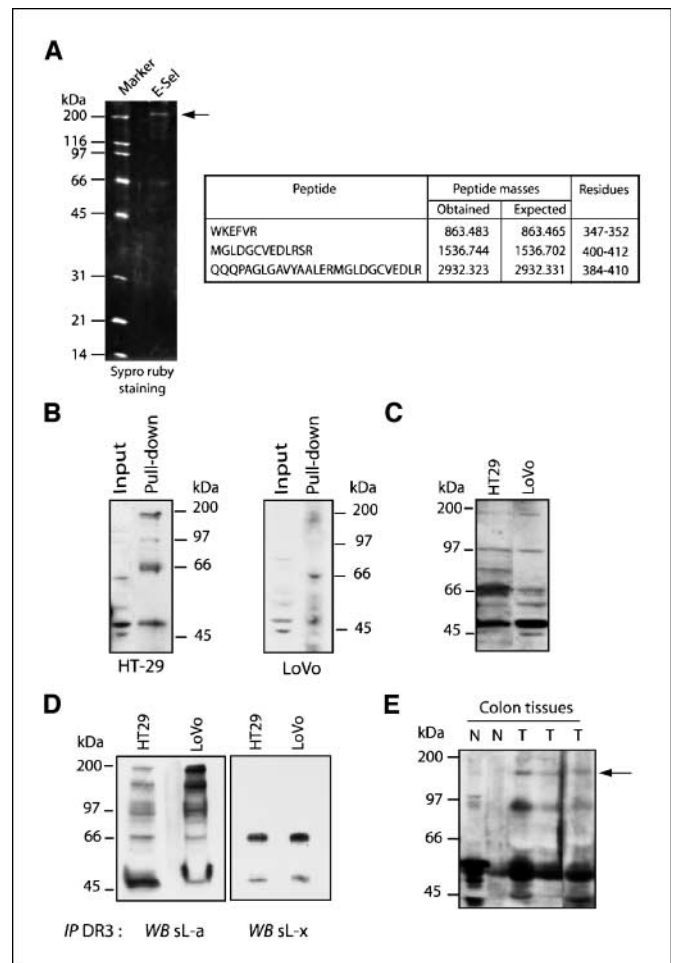 A
Marker
E-Sel
kDa
200
116
97
66
45
31
21
14
Sypro ruby
staining
Peptide
Peptide masses
Residues
Obtained
Expected
WKEFVR 863.483 863.465 347-352
MGLDGCVEDLRSR 1536.744 1536.702 400-412
QQQPAGLGAVYAALERMGLDGCVEDLR 2932.323 2932.331 384-410
B
Input
Pull-down
kDa
200
97
66
45
HT-29
Input
Pull-down
kDa
200
97
66
45
LoVo
C
HT29
LoVo
kDa
200
97
66
45
D
HT29
LoVo
HT29
LoVo
kDa
200
97
66
45
IP DR3 : WB sL-a WB sL-x
E
Colon tissues
N N T T T
kDa
200
97
66
45